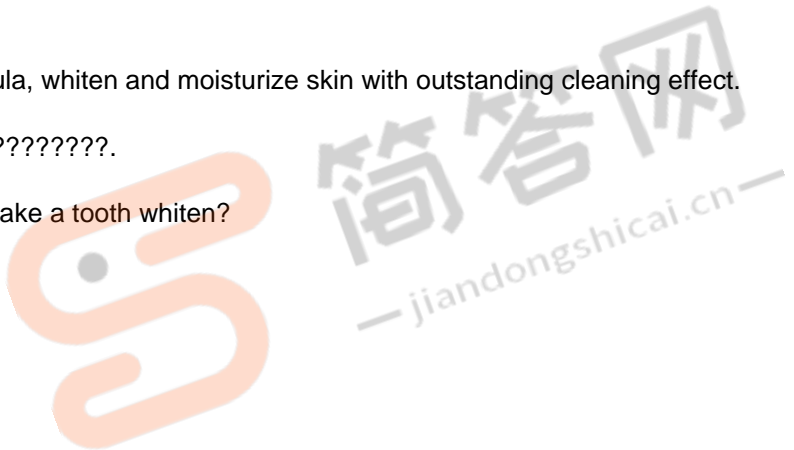 ula, whiten and moisturize skin with outstanding cleaning effect.
????????.
ake a tooth whiten?
简答网
jiandongshicai.cn